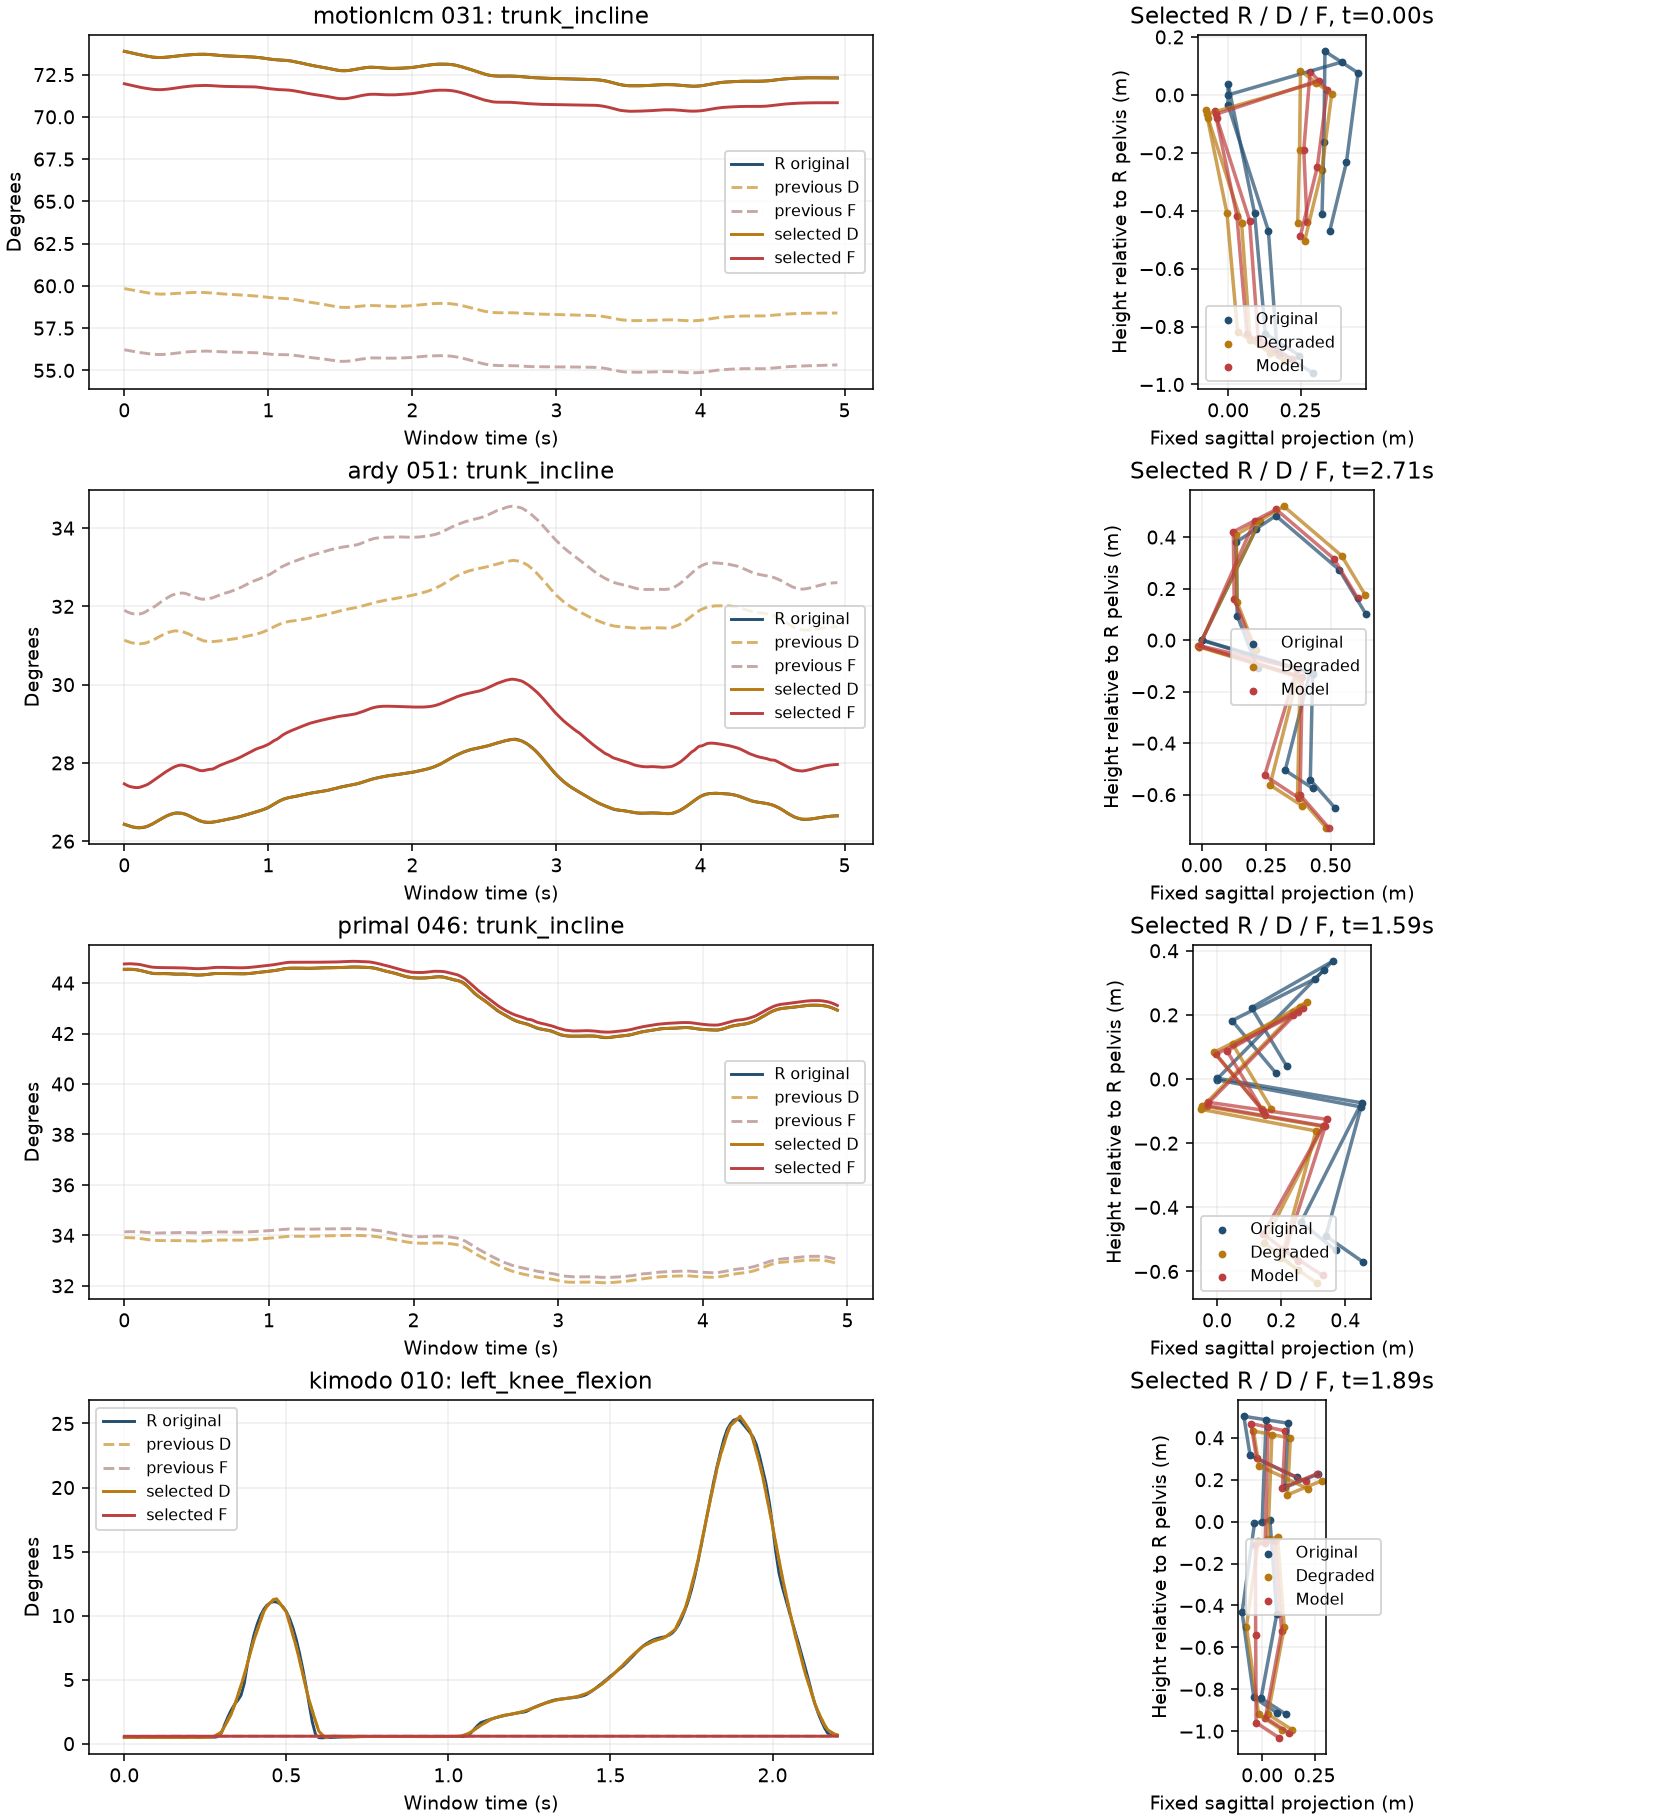 motionlcm 031: trunk_incline
Degrees
72.5
70.0
67.5
65.0
62.5
60.0
57.5
55.0
R original
previous D
previous F
selected D
selected F
0 1 2 3 4 5
Window time (s)
Selected R / D / F, t=0.00s
Height relative to R pelvis (m)
0.2
0.0
−0.2
−0.4
−0.6
−0.8
−1.0
Original
Degraded
Model
0.00 0.25
Fixed sagittal projection (m)
ardy 051: trunk_incline
Degrees
34
32
30
28
26
R original
previous D
previous F
selected D
selected F
0 1 2 3 4 5
Window time (s)
Selected R / D / F, t=2.71s
Height relative to R pelvis (m)
0.4
0.2
0.0
−0.2
−0.4
−0.6
Original
Degraded
Model
0.00 0.25 0.50
Fixed sagittal projection (m)
primal 046: trunk_incline
Degrees
44
42
40
38
36
34
32
R original
previous D
previous F
selected D
selected F
0 1 2 3 4 5
Window time (s)
Selected R / D / F, t=1.59s
Height relative to R pelvis (m)
0.4
0.2
0.0
−0.2
−0.4
−0.6
Original
Degraded
Model
0.0 0.2 0.4
Fixed sagittal projection (m)
kimodo 010: left_knee_flexion
Degrees
25
20
15
10
5
0
R original
previous D
previous F
selected D
selected F
0.0 0.5 1.0 1.5 2.0
Window time (s)
Selected R / D / F, t=1.89s
Height relative to R pelvis (m)
0.4
0.2
0.0
−0.2
−0.4
−0.6
−0.8
−1.0
Original
Degraded
Model
0.00 0.25
Fixed sagittal projection (m)